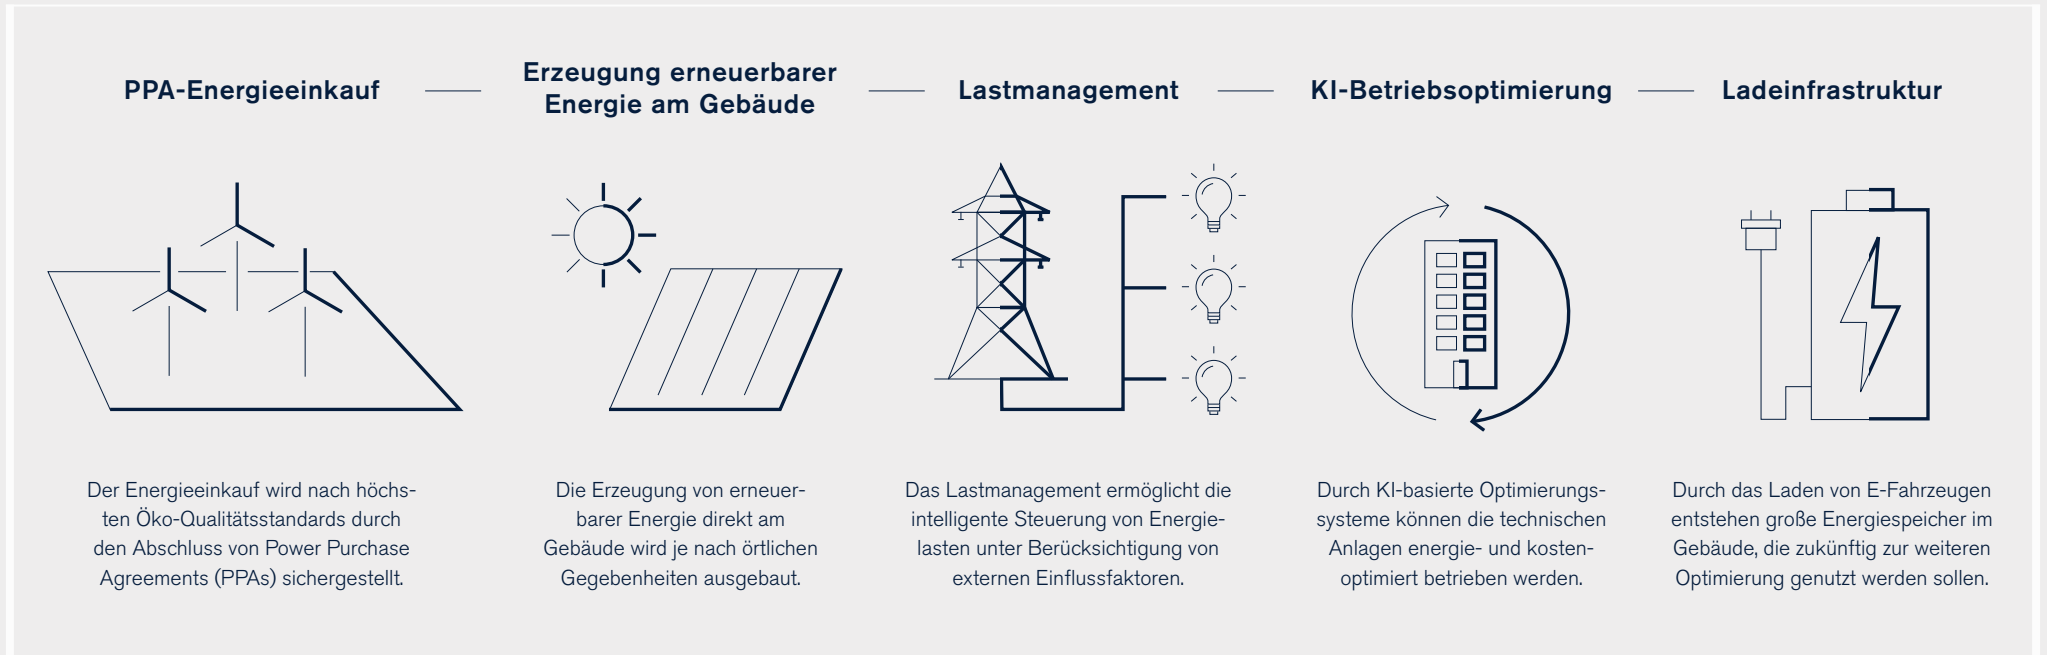 PPA-Energieeinkauf
Der Energieeinkauf wird nach höchs-
ten Öko-Qualitätsstandards durch
den Abschluss von Power Purchase
Agreements (PPAs) sichergestellt.
Erzeugung erneuerbarer
Energie am Gebäude
Die Erzeugung von erneuer-
barer Energie direkt am
Gebäude wird je nach örtlichen
Gegebenheiten ausgebaut.
Lastmanagement
Das Lastmanagement ermöglicht die
intelligente Steuerung von Energie-
lasten unter Berücksichtigung von
externen Einflussfaktoren.
KI-Betriebsoptimierung
Durch KI-basierte Optimierungs-
systeme können die technischen
Anlagen energie- und kosten-
optimiert betrieben werden.
Ladeinfrastruktur
Durch das Laden von E-Fahrzeugen
entstehen große Energiespeicher im
Gebäude, die zukünftig zur weiteren
Optimierung genutzt werden sollen.